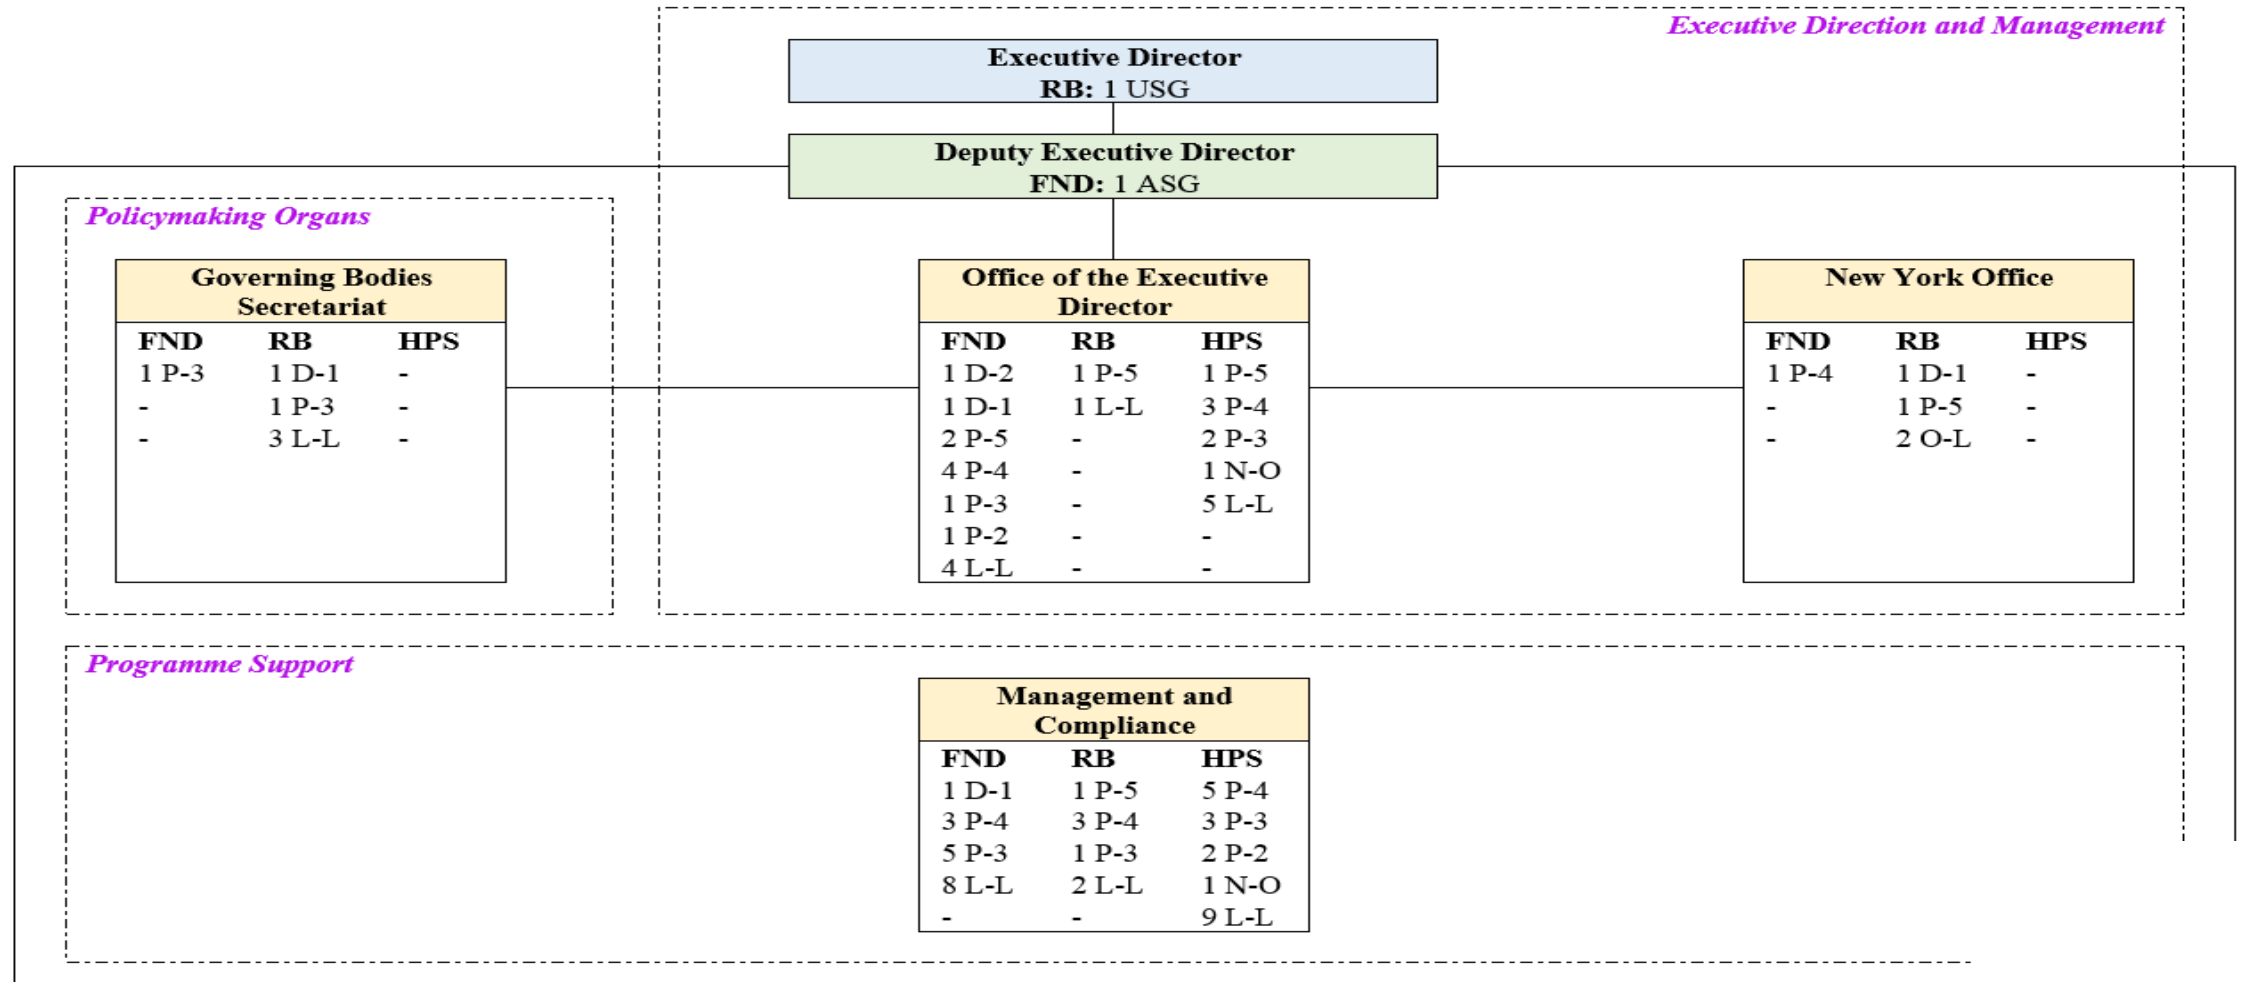 Executive Direction and Management
Executive Director
RB: 1 USG
Deputy Executive Director
FND: 1 ASG
Policymaking Organs
Governing Bodies
Secretariat
FND RB HPS
1 P-3 1 D-1 -
- 1 P-3 -
- 3 L-L -
Office of the Executive
Director
FND RB HPS
1 D-2 1 P-5 1 P-5
1 D-1 1 L-L 3 P-4
2 P-5 - 2 P-3
4 P-4 - 1 N-O
1 P-3 - 5 L-L
1 P-2 - -
4 L-L - -
New York Office
FND RB HPS
1 P-4 1 D-1 -
- 1 P-5 -
- 2 O-L -
Programme Support
Management and
Compliance
FND RB HPS
1 D-1 1 P-5 5 P-4
3 P-4 3 P-4 3 P-3
5 P-3 1 P-3 2 P-2
8 L-L 2 L-L 1 N-O
- - 9 L-L